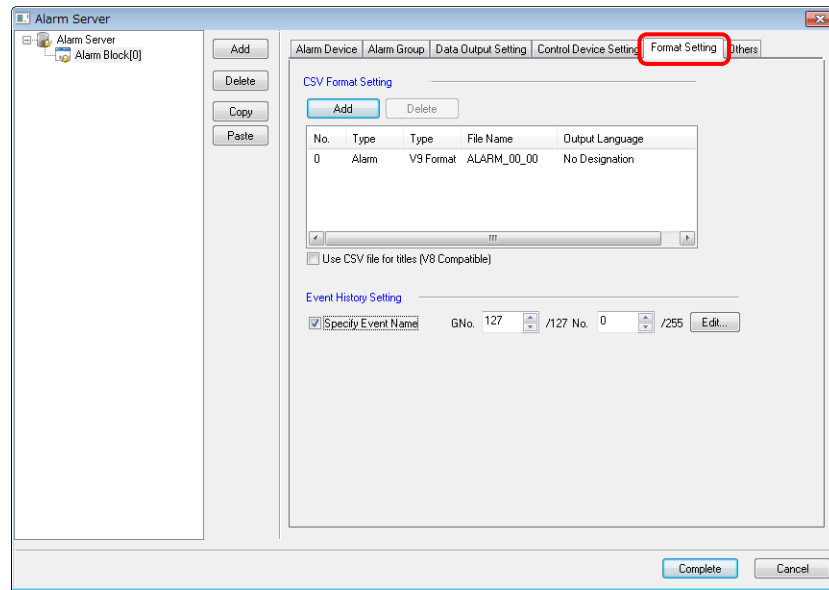 Alarm Server
Alarm Server
Alarm Block[0]
Add
Delete
Copy
Paste
Alarm Device Alarm Group Data Output Setting Control Device Setting Format Setting Others
CSV Format Setting
Add Delete
No. Type Type File Name Output Language
0 Alarm V9 Format ALARM_00_00 No Designation
Use CSV file for titles (V8 Compatible)
Event History Setting
Specify Event Name GNo. 127 /127 No. 0 /255 Edit...
Complete Cancel